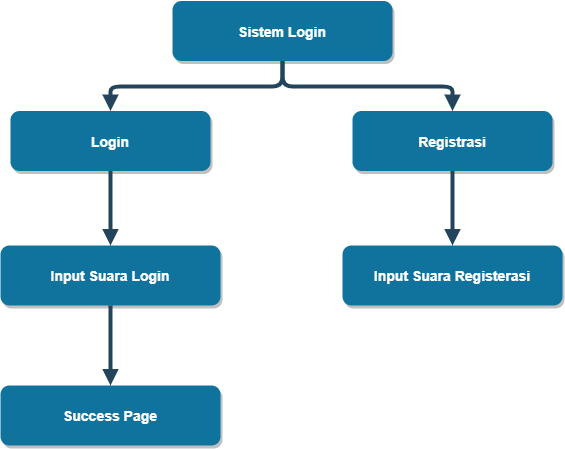 Sistem Login
Login
Registrasi
Input Suara Login
Input Suara Registerasi
Success Page